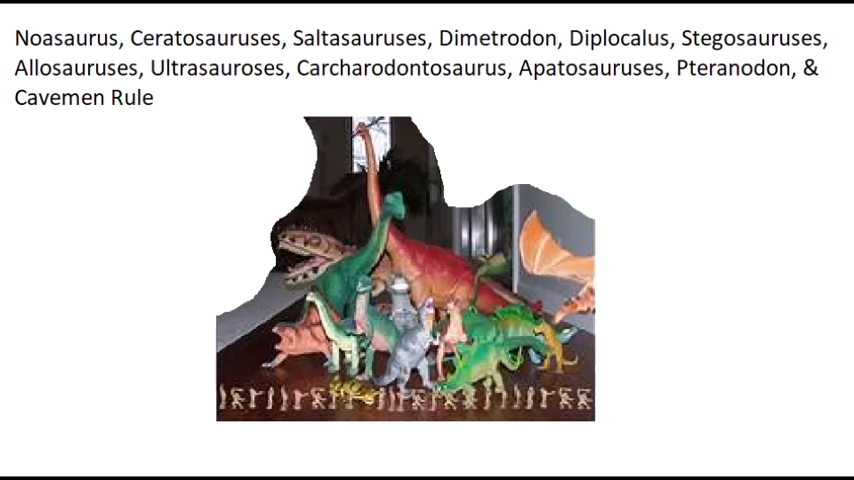 Noasaurus, Ceratosauruses, Saltasauruses, Dimetrodon, Diplocalus, Stegosauruses,
Allosauruses, Ultrasauroses, Carcharodontosaurus, Apatosauruses, Pteranodon, &
Cavemen Rule